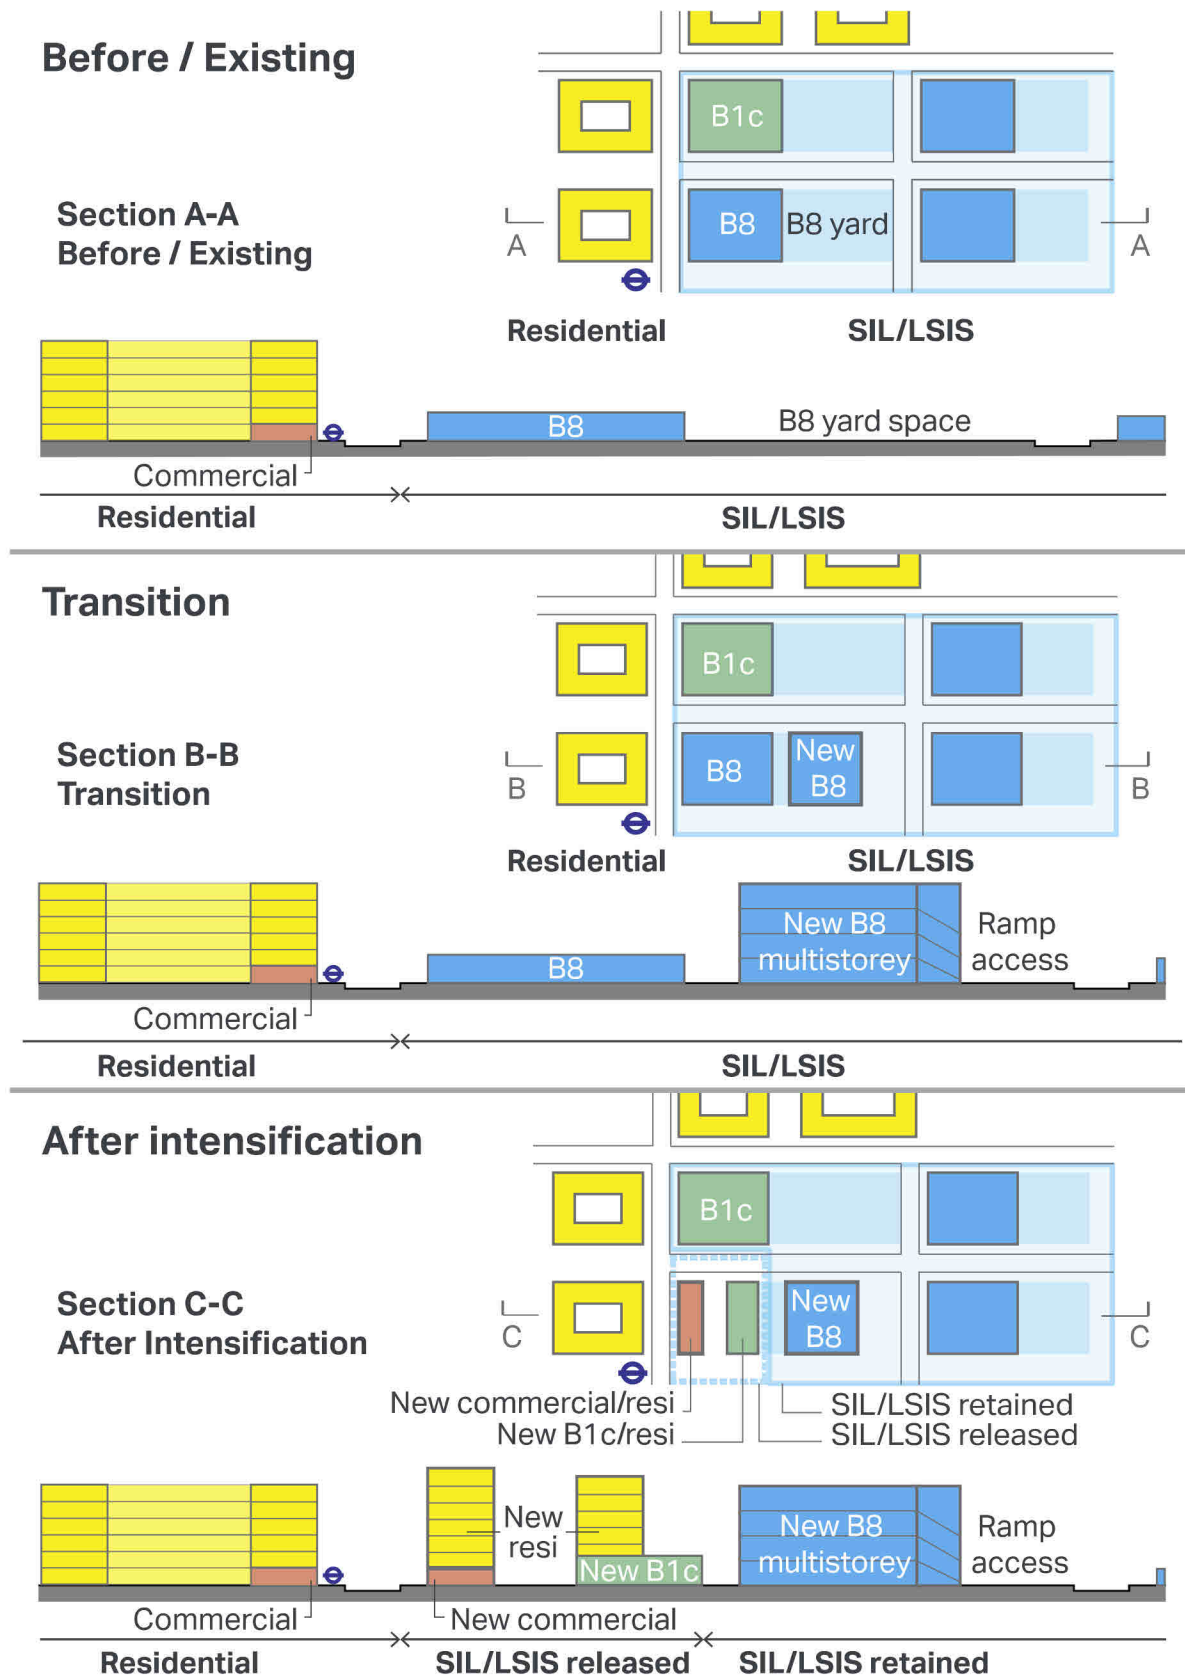 Before / Existing
B1c
Section A-A
Before / Existing
B8
B8 yard
A
A
Residential
SIL/LSIS
B8
B8 yard space
Commercial
Residential
SIL/LSIS
Transition
B1c
Section B-B
Transition
B8
New
B8
B
B
Residential
SIL/LSIS
New B8
multistorey
Ramp
access
B8
Commercial
Residential
SIL/LSIS
After intensification
B1c
Section C-C
After Intensification
New
B8
C
C
New commercial/resi
SIL/LSIS retained
New B1c/resi
SIL/LSIS released
New
resi
New B8
multistorey
Ramp
access
New B1c
Commercial
New commercial
Residential
SIL/LSIS released
SIL/LSIS retained